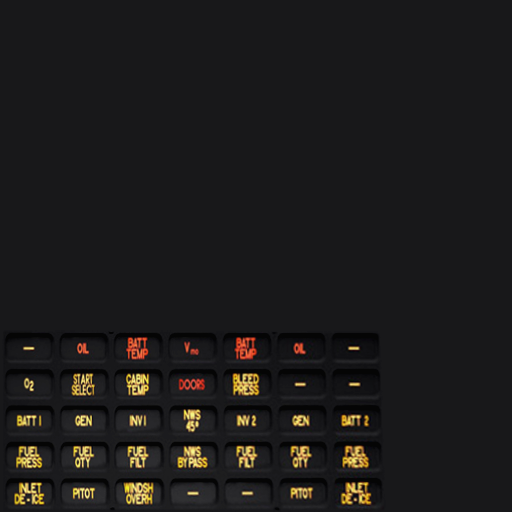 — OIL BATT TEMP Vmo BATT TEMP OIL —
O2 START SELECT CABIN TEMP DOORS BLEED PRESS — —
BATT 1 GEN INV 1 NWS 45° INV 2 GEN BATT 2
FUEL PRESS FUEL QTY FUEL FILT NWS BYPASS FUEL FILT FUEL QTY FUEL PRESS
INLET DE-ICE PITOT WINDSH OVERH — — PITOT INLET DE-ICE